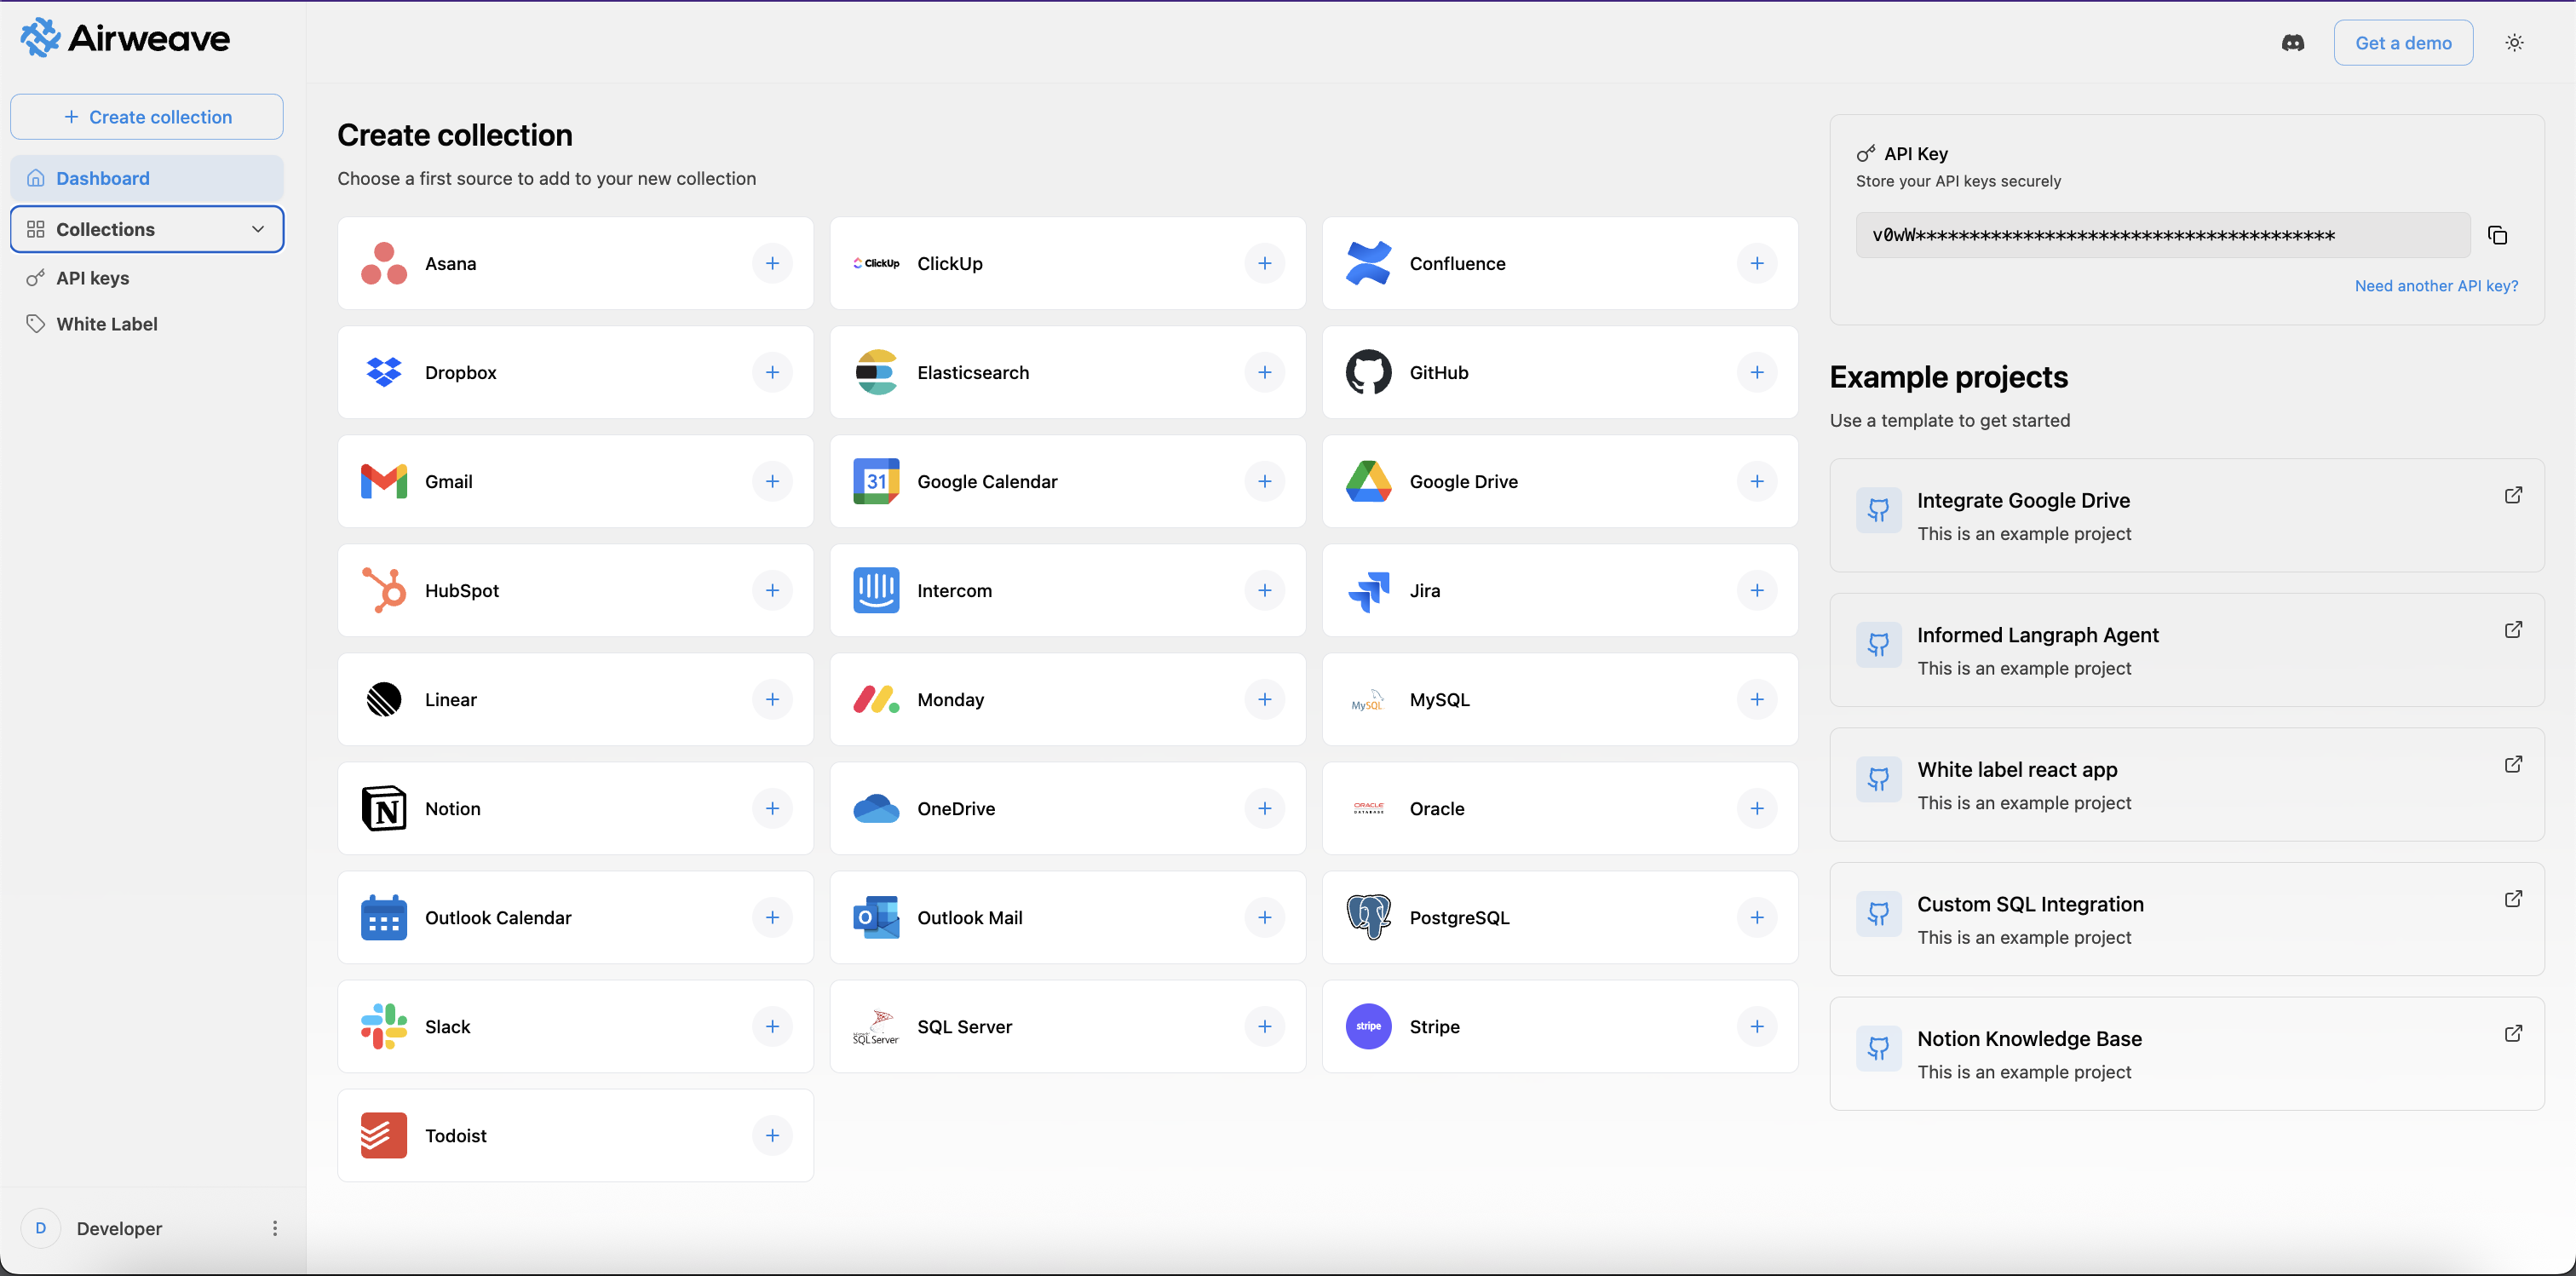 Airweave
Get a demo
+ Create collection
Dashboard
Collections
API keys
White Label
Create collection
Choose a first source to add to your new collection
Asana
ClickUp ClickUp
Confluence
Dropbox
Elasticsearch
GitHub
Gmail
31 Google Calendar
Google Drive
HubSpot
Intercom
Jira
Linear
Monday
MySQL MySQL
Notion
OneDrive
ORACLE DATABASE Oracle
Outlook Calendar
Outlook Mail
PostgreSQL
Slack
SQL Server SQL Server
stripe Stripe
Todoist
API Key
Store your API keys securely
v0wW***************************************
Need another API key?
Example projects
Use a template to get started
Integrate Google Drive
This is an example project
Informed Langraph Agent
This is an example project
White label react app
This is an example project
Custom SQL Integration
This is an example project
Notion Knowledge Base
This is an example project
D Developer